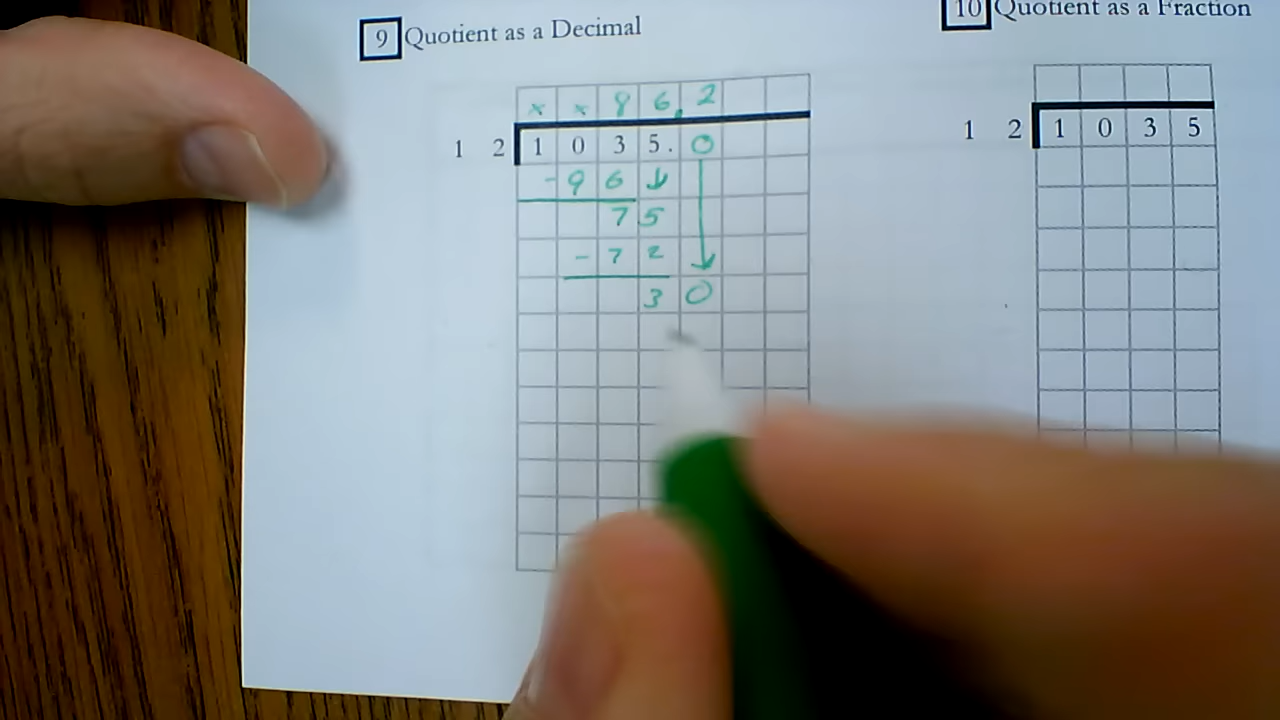 9 Quotient as a Decimal
x x 8 6.2
1 2 1 0 3 5 . 0
- 9 6 ↓
7 5
- 7 2
3 0
10 Quotient as a Fraction
1 2 1 0 3 5